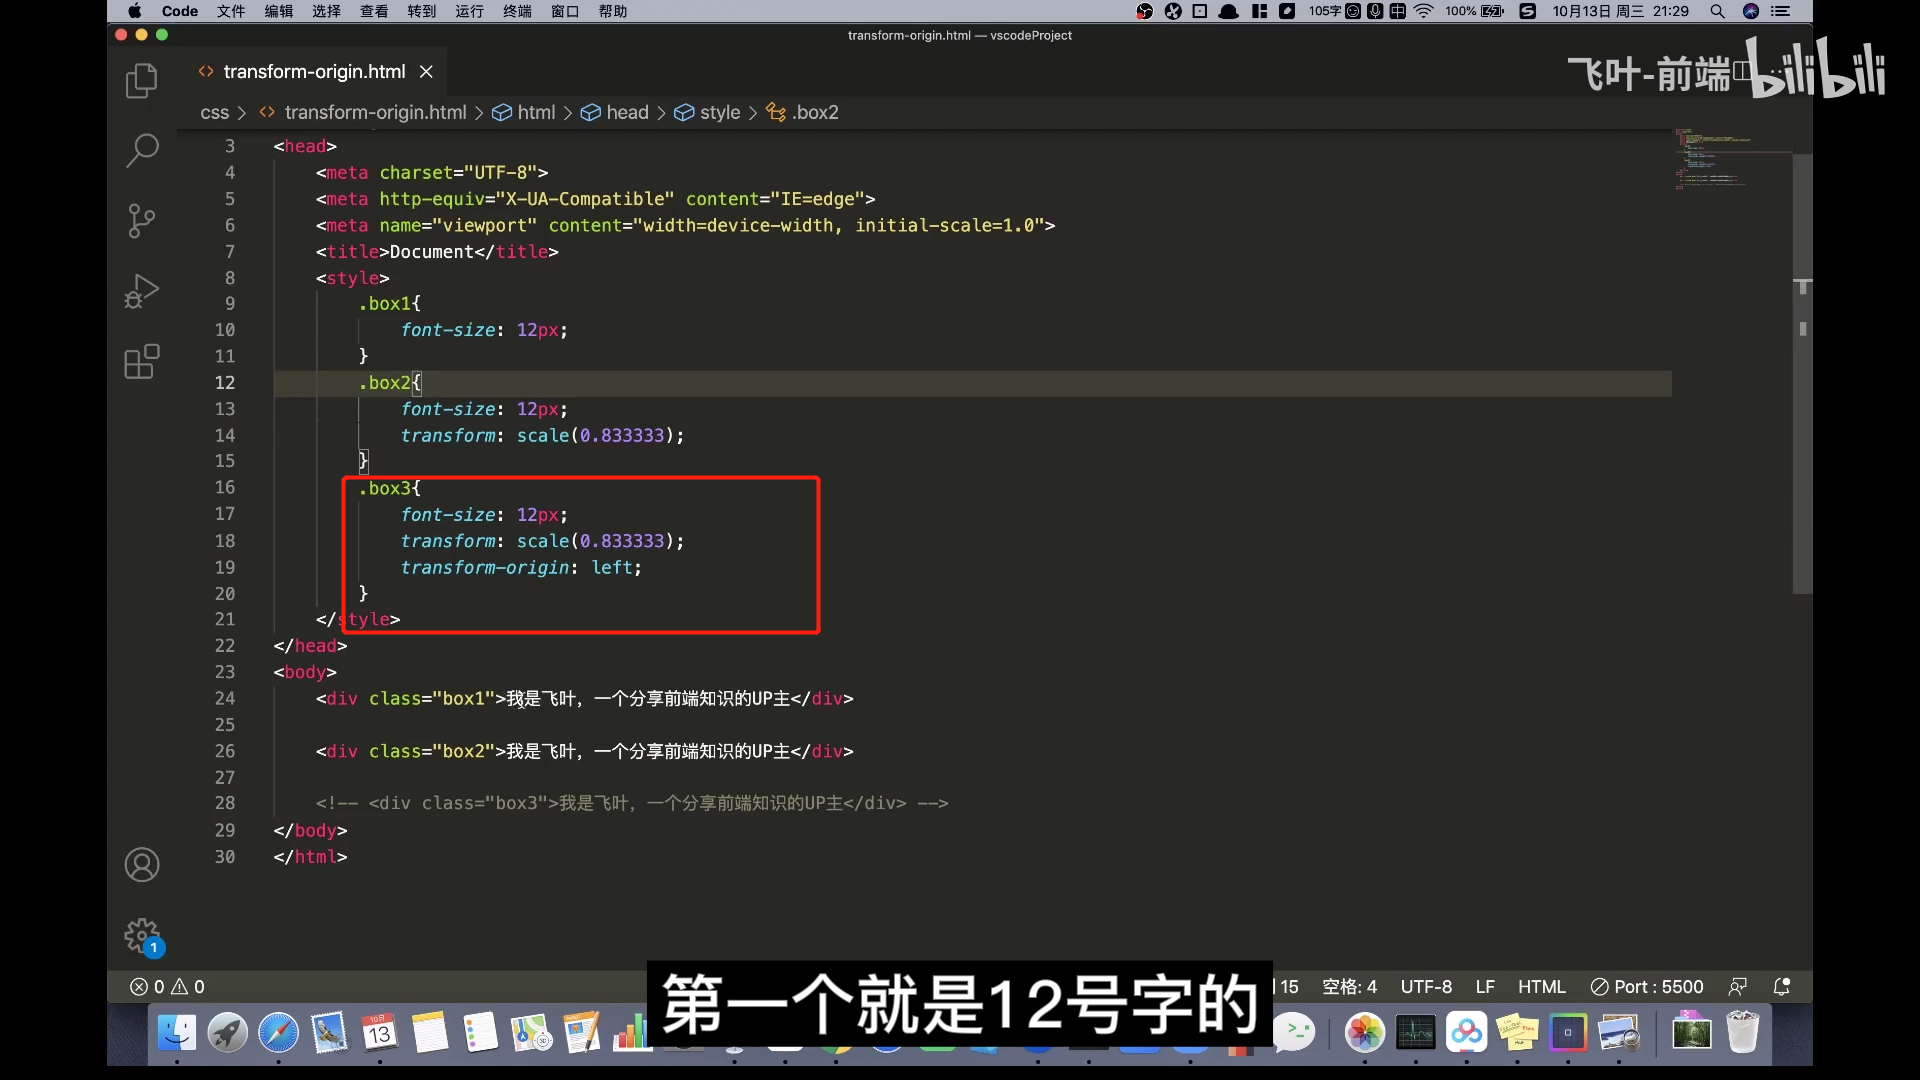 Code 文件 编辑 选择 查看 转到 运行 终端 窗口 帮助 105字 中 100% 10月13日 周三 21:29
transform-origin.html — vscodeProject
transform-origin.html
飞叶-前端 bilibili
css > transform-origin.html > html > head > style > .box2
3 <head>
4 <meta charset="UTF-8">
5 <meta http-equiv="X-UA-Compatible" content="IE=edge">
6 <meta name="viewport" content="width=device-width, initial-scale=1.0">
7 <title>Document</title>
8 <style>
9 .box1{
10 font-size: 12px;
11 }
12 .box2{
13 font-size: 12px;
14 transform: scale(0.833333);
15 }
16 .box3{
17 font-size: 12px;
18 transform: scale(0.833333);
19 transform-origin: left;
20 }
21 </style>
22 </head>
23 <body>
24 <div class="box1">我是飞叶，一个分享前端知识的UP主</div>
25
26 <div class="box2">我是飞叶，一个分享前端知识的UP主</div>
27
28 <!-- <div class="box3">我是飞叶，一个分享前端知识的UP主</div> -->
29 </body>
30 </html>
1
0 0 15 空格: 4 UTF-8 LF HTML Port : 5500
第一个就是12号字的
10月
13